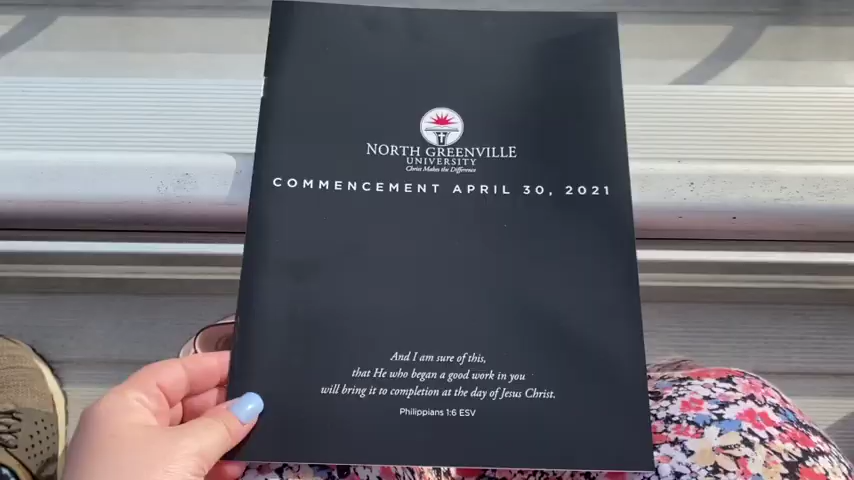 NORTH GREENVILLE
UNIVERSITY
Christ Makes the Difference
COMMENCEMENT APRIL 30, 2021
And I am sure of this,
that He who began a good work in you
will bring it to completion at the day of Jesus Christ.
Philippians 1:6 ESV